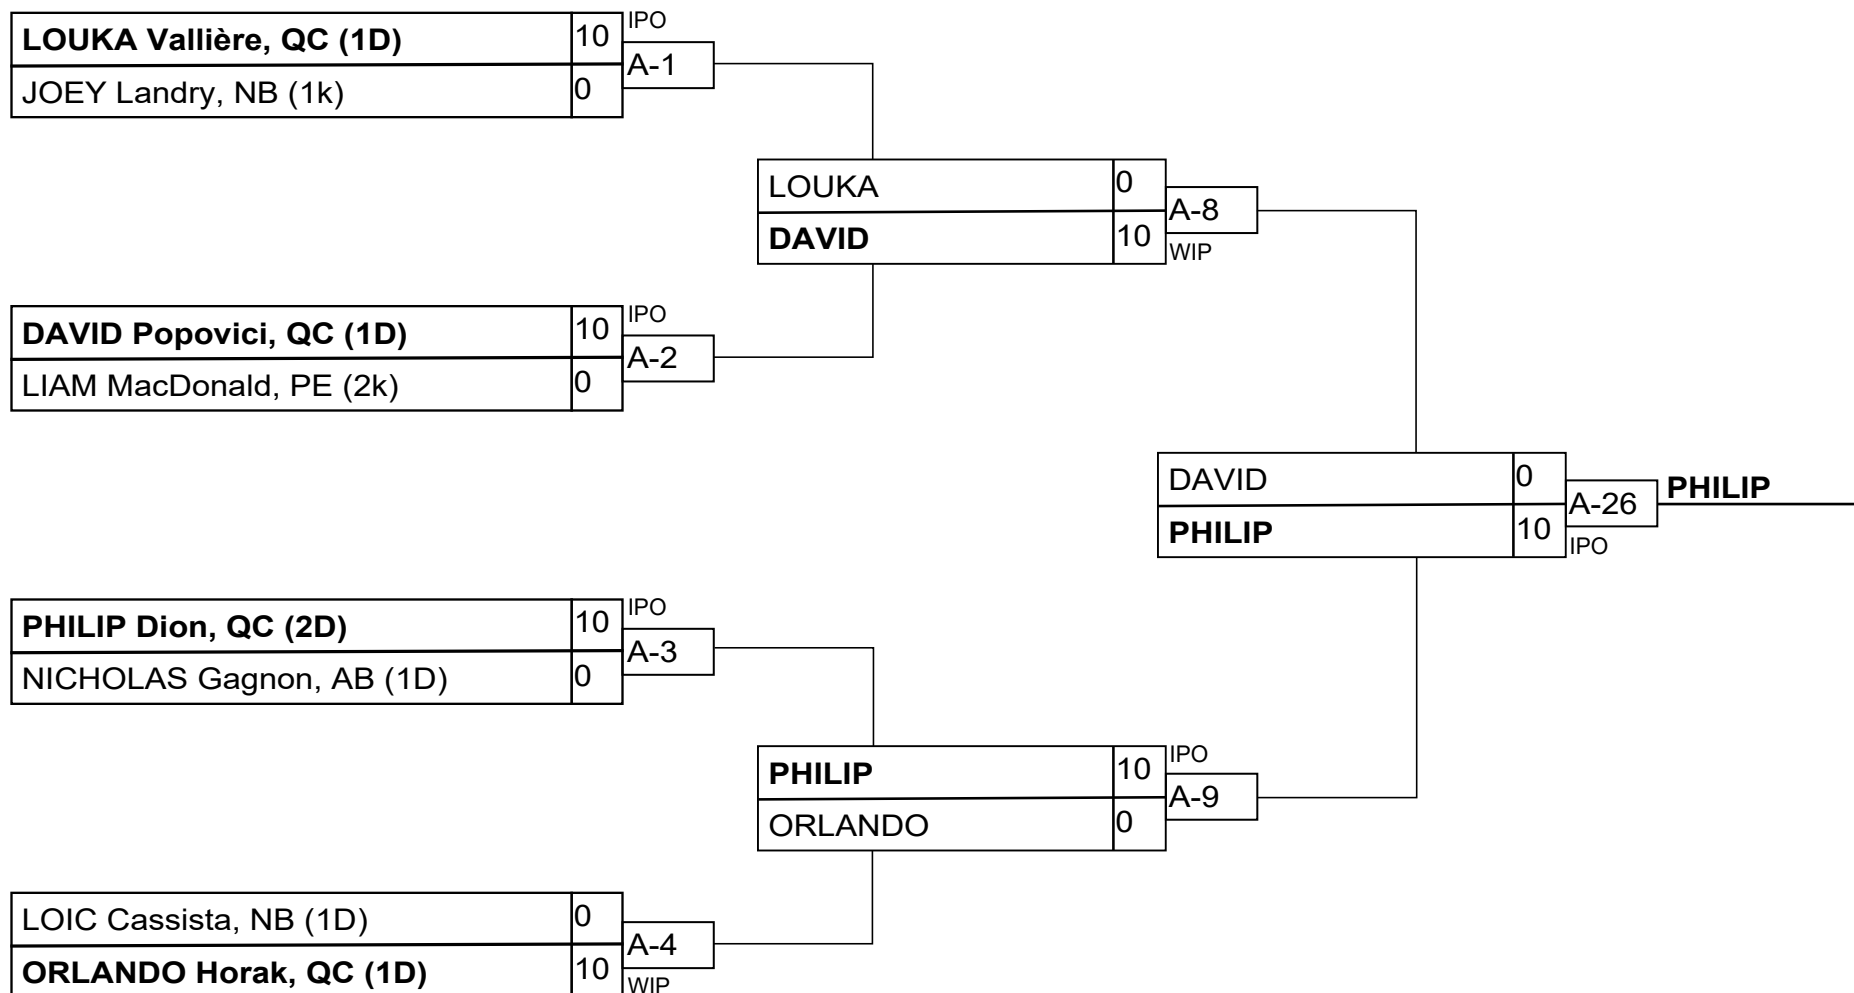 LOUKA Vallière, QC (1D) 10 IPO
A-1
JOEY Landry, NB (1k) 0
LOUKA 0
A-8
DAVID 10 WIP
DAVID Popovici, QC (1D) 10 IPO
A-2
LIAM MacDonald, PE (2k) 0
DAVID 0
A-26 PHILIP
PHILIP 10 IPO
PHILIP Dion, QC (2D) 10 IPO
A-3
NICHOLAS Gagnon, AB (1D) 0
PHILIP 10 IPO
A-9
ORLANDO 0
LOIC Cassista, NB (1D) 0
A-4
ORLANDO Horak, QC (1D) 10 WIP